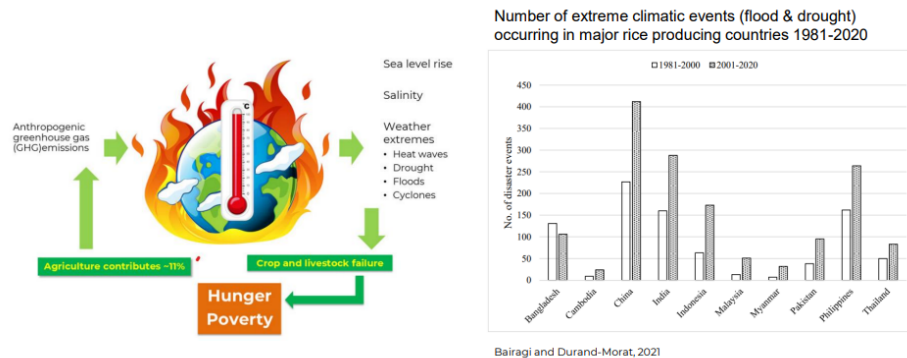 Number of extreme climatic events (flood & drought)
occurring in major rice producing countries 1981-2020
Sea level rise
Salinity
Weather
extremes
• Heat waves
• Drought
• Floods
• Cyclones
°C
Anthropogenic
greenhouse gas
(GHG)emissions
Agriculture contributes ~11%
Crop and livestock failure
Hunger
Poverty
1981-2000 2001-2020
No. of disaster events
450
400
350
300
250
200
150
100
50
0
Bangladesh
Cambodia
China
India
Indonesia
Malaysia
Myanmar
Pakistan
Philippines
Thailand
Bairagi and Durand-Morat, 2021